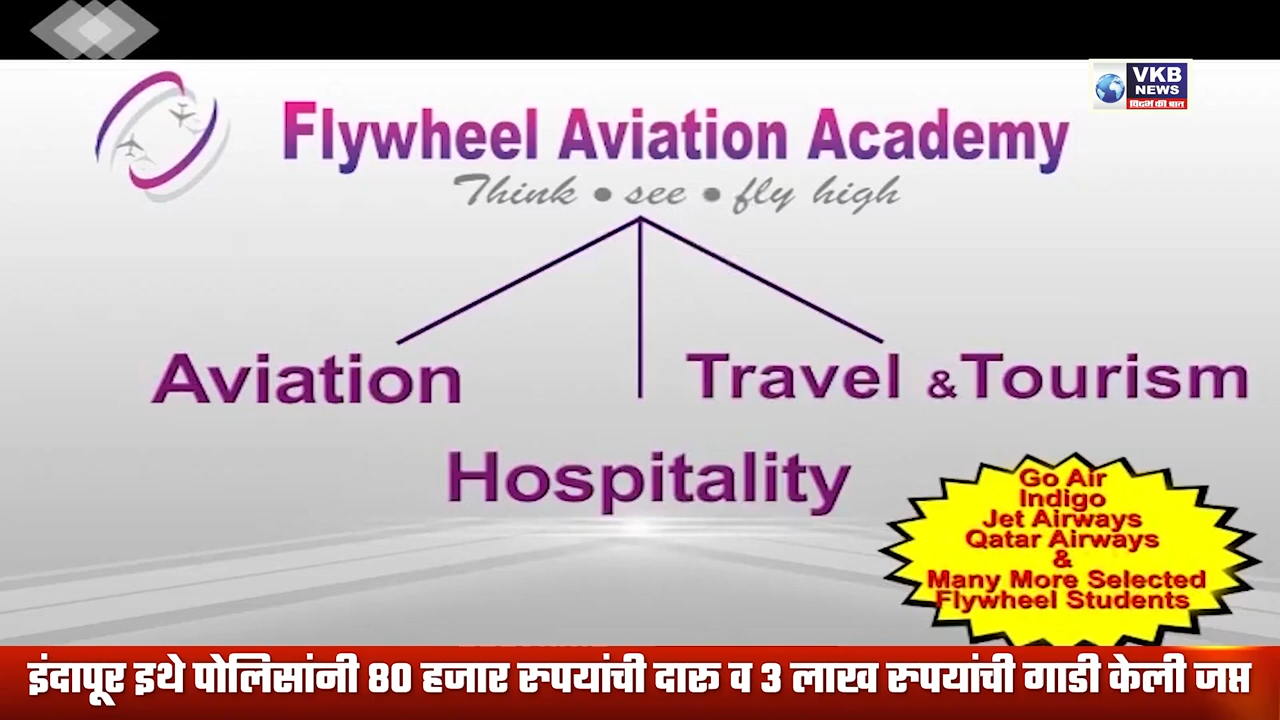 VKB
NEWS
विदर्भ की बात
Flywheel Aviation Academy
Think • see • fly high
Aviation
Travel & Tourism
Hospitality
Go Air
Indigo
Jet Airways
Qatar Airways
&
Many More Selected
Flywheel Students
इंदापूर इथे पोलिसांनी 80 हजार रुपयांची दारू व 3 लाख रुपयांची गाडी केली जप्त